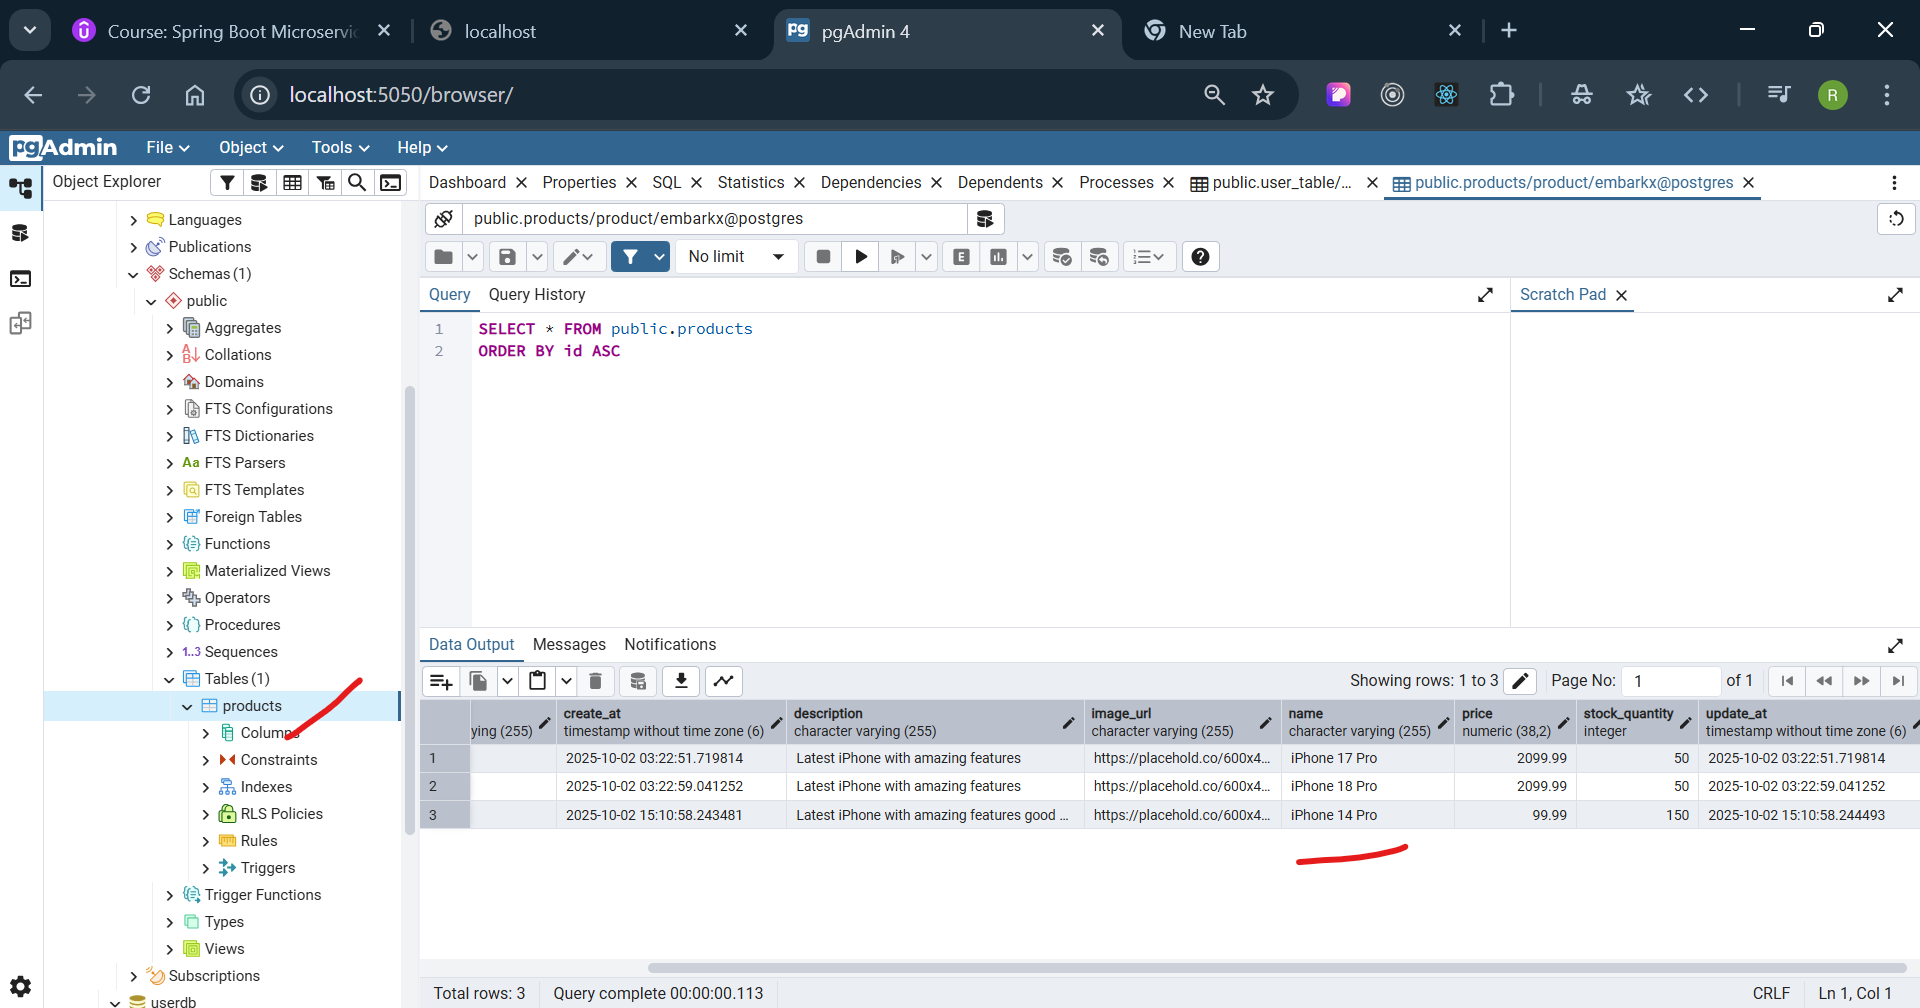 Course: Spring Boot Microservic
localhost
pgAdmin 4
New Tab
localhost:5050/browser/
R
pgAdmin File Object Tools Help
Object Explorer
Dashboard Properties SQL Statistics Dependencies Dependents Processes public.user_table/... public.products/product/embarkx@postgres
public.products/product/embarkx@postgres
No limit
E
Query Query History
Scratch Pad
1 SELECT * FROM public.products
2 ORDER BY id ASC
Languages
Publications
Schemas (1)
public
Aggregates
Collations
Domains
FTS Configurations
FTS Dictionaries
Aa FTS Parsers
FTS Templates
Foreign Tables
Functions
Materialized Views
Operators
Procedures
1..3 Sequences
Tables (1)
products
Columns
Constraints
Indexes
RLS Policies
Rules
Triggers
Trigger Functions
Types
Views
Subscriptions
userdb
Data Output Messages Notifications
Showing rows: 1 to 3 Page No: 1 of 1
ying (255) create_at timestamp without time zone (6) description character varying (255) image_url character varying (255) name character varying (255) price numeric (38,2) stock_quantity integer update_at timestamp without time zone (6)
1 2025-10-02 03:22:51.719814 Latest iPhone with amazing features https://placehold.co/600x4... iPhone 17 Pro 2099.99 50 2025-10-02 03:22:51.719814
2 2025-10-02 03:22:59.041252 Latest iPhone with amazing features https://placehold.co/600x4... iPhone 18 Pro 2099.99 50 2025-10-02 03:22:59.041252
3 2025-10-02 15:10:58.243481 Latest iPhone with amazing features good ... https://placehold.co/600x4... iPhone 14 Pro 99.99 150 2025-10-02 15:10:58.244493
Total rows: 3 Query complete 00:00:00.113 CRLF Ln 1, Col 1